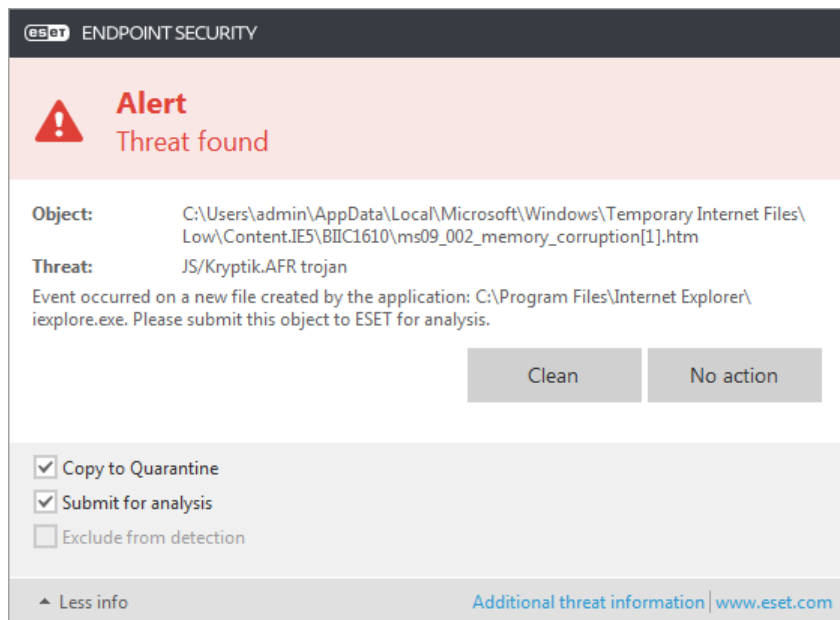 eset ENDPOINT SECURITY
Alert
Threat found
Object: C:\Users\admin\AppData\Local\Microsoft\Windows\Temporary Internet Files\
Low\Content.IE5\BIIC1610\ms09_002_memory_corruption[1].htm
Threat: JS/Kryptik.AFR trojan
Event occurred on a new file created by the application: C:\Program Files\Internet Explorer\
iexplore.exe. Please submit this object to ESET for analysis.
Clean No action
Copy to Quarantine
Submit for analysis
Exclude from detection
Less info Additional threat information | www.eset.com